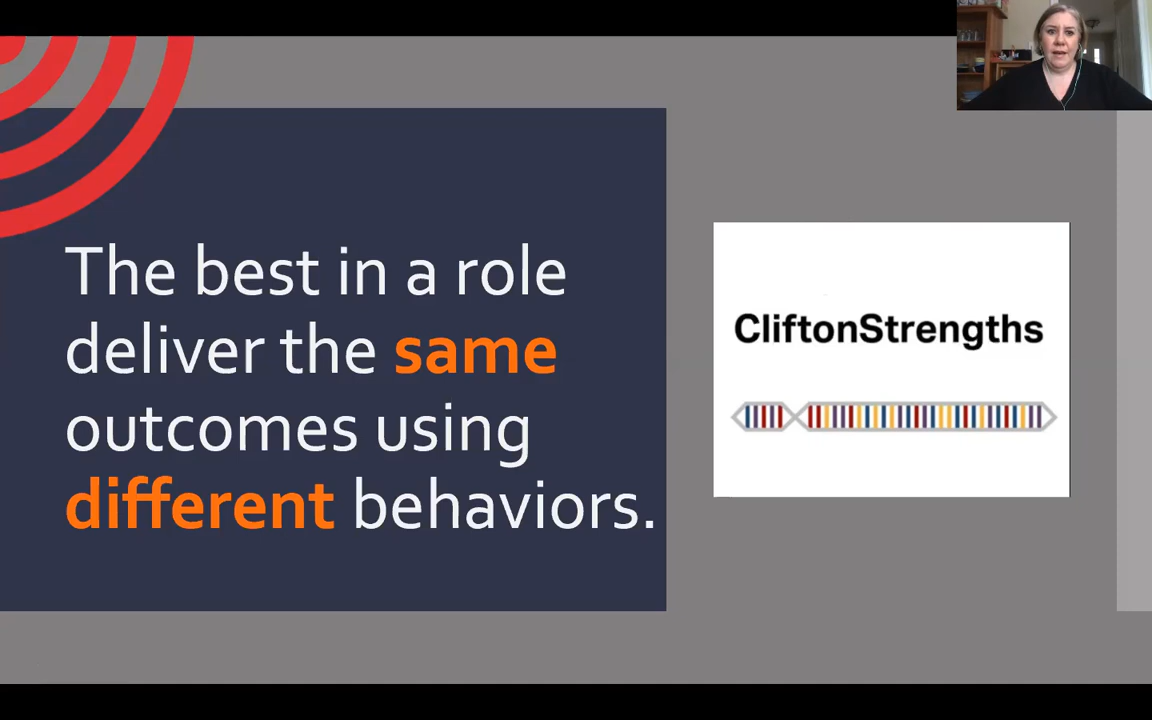 The best in a role
deliver the same
outcomes using
different behaviors.
CliftonStrengths